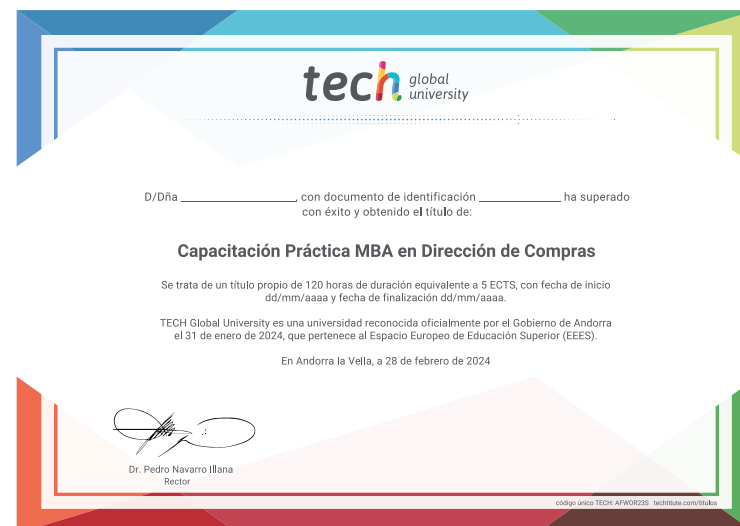 tech global
university
D/Dña ____________________, con documento de identificación ______________ ha superado
con éxito y obtenido el título de:
Capacitación Práctica MBA en Dirección de Compras
Se trata de un título propio de 120 horas de duración equivalente a 5 ECTS, con fecha de inicio
dd/mm/aaaa y fecha de finalización dd/mm/aaaa.
TECH Global University es una universidad reconocida oficialmente por el Gobierno de Andorra
el 31 de enero de 2024, que pertenece al Espacio Europeo de Educación Superior (EEES).
En Andorra la Vella, a 28 de febrero de 2024
Dr. Pedro Navarro Illana
Rector
código único TECH: AFWOR23S techtitute.com/titulos